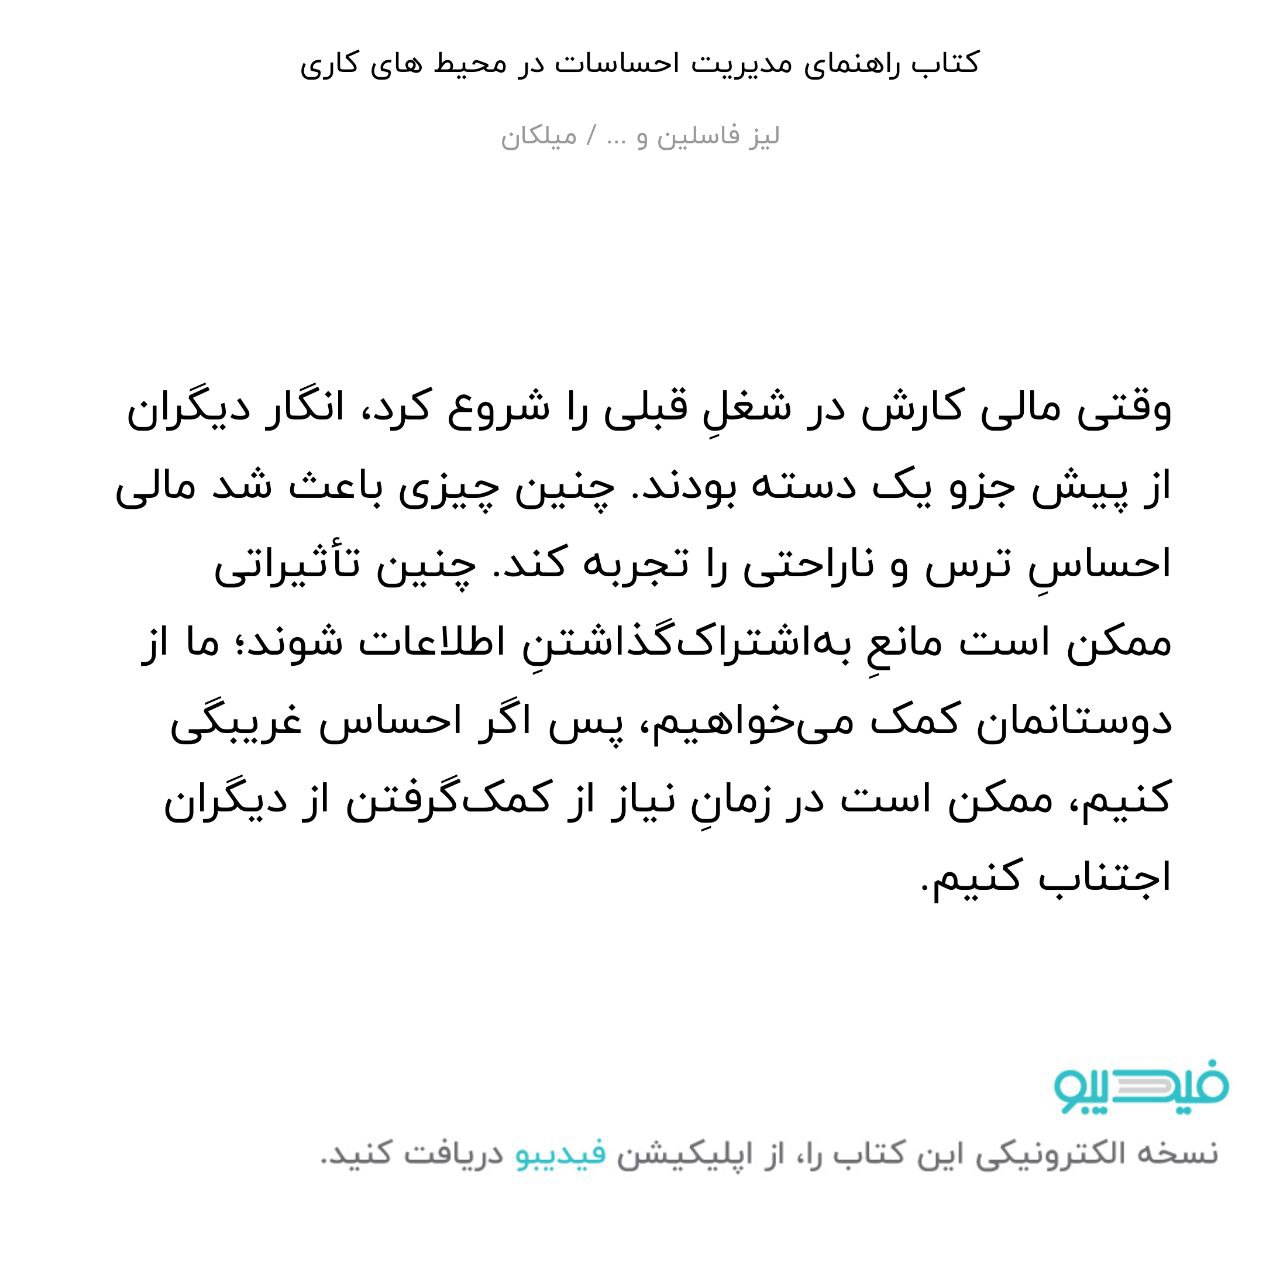 کتاب راهنمای مدیریت احساسات در محیط های کاری
لیز فاسلین و ... / میلکان
وقتی مالی کارش در شغلِ قبلی را شروع کرد، انگار دیگران
از پیش جزو یک دسته بودند. چنین چیزی باعث شد مالی
احساسِ ترس و ناراحتی را تجربه کند. چنین تأثیراتی
ممکن است مانعِ به‌اشتراک‌گذاشتنِ اطلاعات شوند؛ ما از
دوستانمان کمک می‌خواهیم، پس اگر احساس غریبگی
کنیم، ممکن است در زمانِ نیاز از کمک‌گرفتن از دیگران
اجتناب کنیم.
فیدیبو
نسخه الکترونیکی این کتاب را، از اپلیکیشن فیدیبو دریافت کنید.